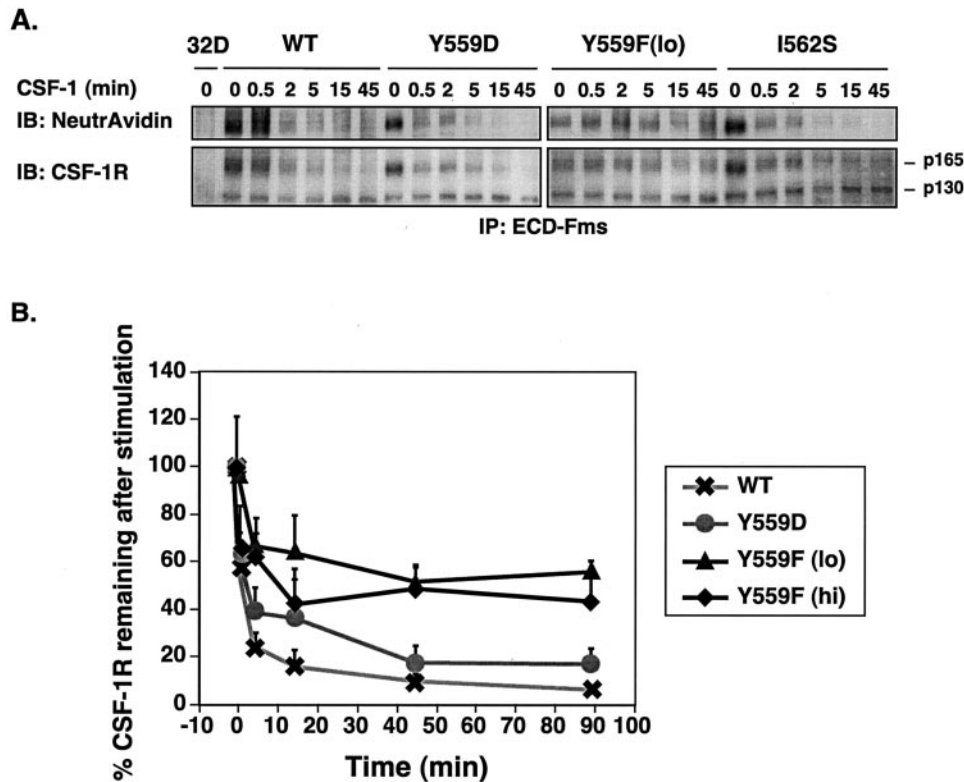 A.
32D WT Y559D Y559F(lo) I562S
CSF-1 (min) 0 0 0.5 2 5 15 45 0 0.5 2 5 15 45 0 0.5 2 5 15 45 0 0.5 2 5 15 45
IB: NeutrAvidin
IB: CSF-1R
– p165
– p130
IP: ECD-Fms
B.
% CSF-1R remaining after stimulation
140
120
100
80
60
40
20
0
-10 0 10 20 30 40 50 60 70 80 90 100
Time (min)
WT
Y559D
Y559F (lo)
Y559F (hi)